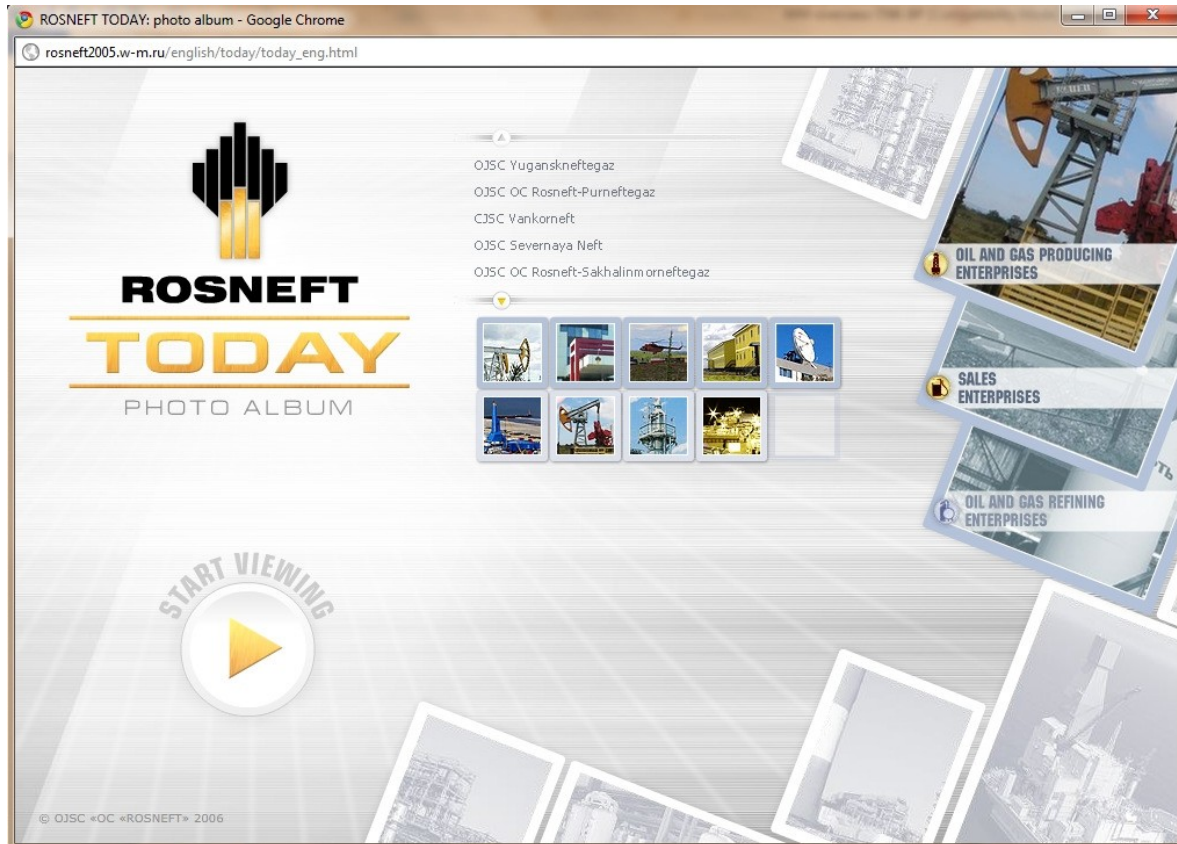 ROSNEFT TODAY: photo album - Google Chrome
rosneft2005.w-m.ru/english/today/today_eng.html
ROSNEFT
TODAY
PHOTO ALBUM
OJSC Yuganskneftegaz
OJSC OC Rosneft-Purneftegaz
CJSC Vankorneft
OJSC Severnaya Neft
OJSC OC Rosneft-Sakhalinmorneftegaz
OIL AND GAS PRODUCING
ENTERPRISES
SALES
ENTERPRISES
OIL AND GAS REFINING
ENTERPRISES
START VIEWING
© OJSC «OC «ROSNEFT» 2006